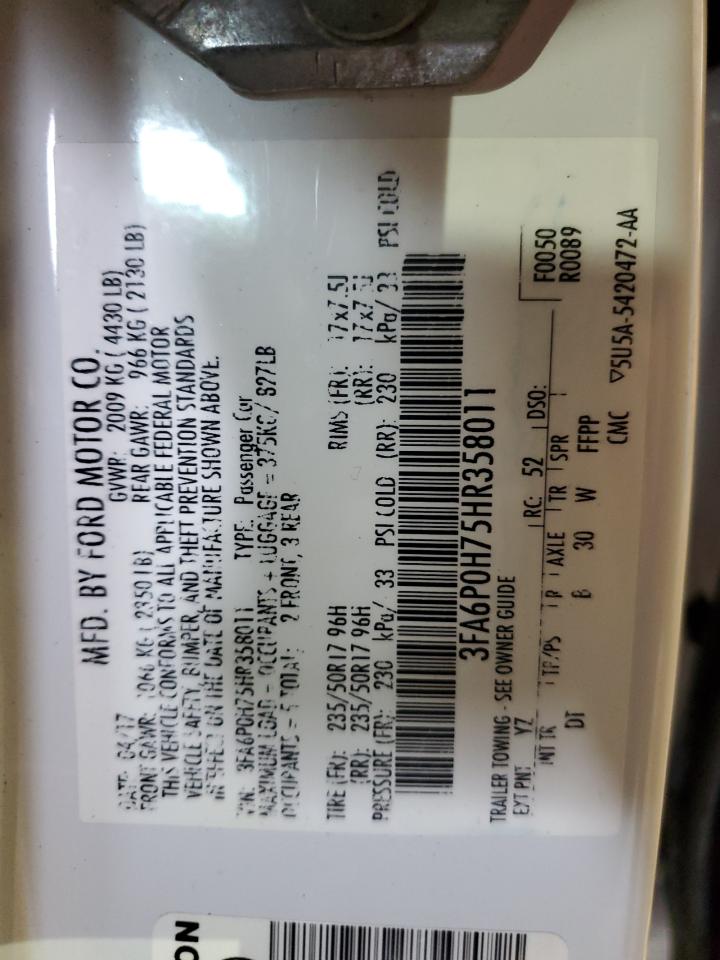 MFD. BY FORD MOTOR CO.
DATE: 04/17 GVWR: 2009 KG ( 4430 LB)
FRONT GAWR: 1066 KG ( 2350 LB) REAR GAWR: 966 KG ( 2130 LB)
THIS VEHICLE CONFORMS TO ALL APPLICABLE FEDERAL MOTOR
VEHICLE SAFETY, BUMPER, AND THEFT PREVENTION STANDARDS
IN EFFECT ON THE DATE OF MANUFACTURE SHOWN ABOVE.
VIN: 3FA6P0H75HR358011 TYPE: Passenger Car
MAXIMUM LOAD = OCCUPANTS + LUGGAGE = 375KG/ 827LB
OCCUPANTS = 5 TOTAL: 2 FRONT, 3 REAR
TIRE (FR): 235/50R17 96H RIMS (FR): 17x7.5J
(RR): 235/50R17 96H (RR): 17x7.5J
PRESSURE (FR): 230 kPa/ 33 PSI COLD (RR): 230 kPa/ 33 PSI COLD
3FA6P0H75HR358011
TRAILER TOWING - SEE OWNER GUIDE
F0050
R0089
EXT PNT: YZ RC: 52 DSO:
INT TR TP/PS R AXLE TR SPR
DT B 30 W FFPP
CMC ▽5U5A-5420472-AA
ON